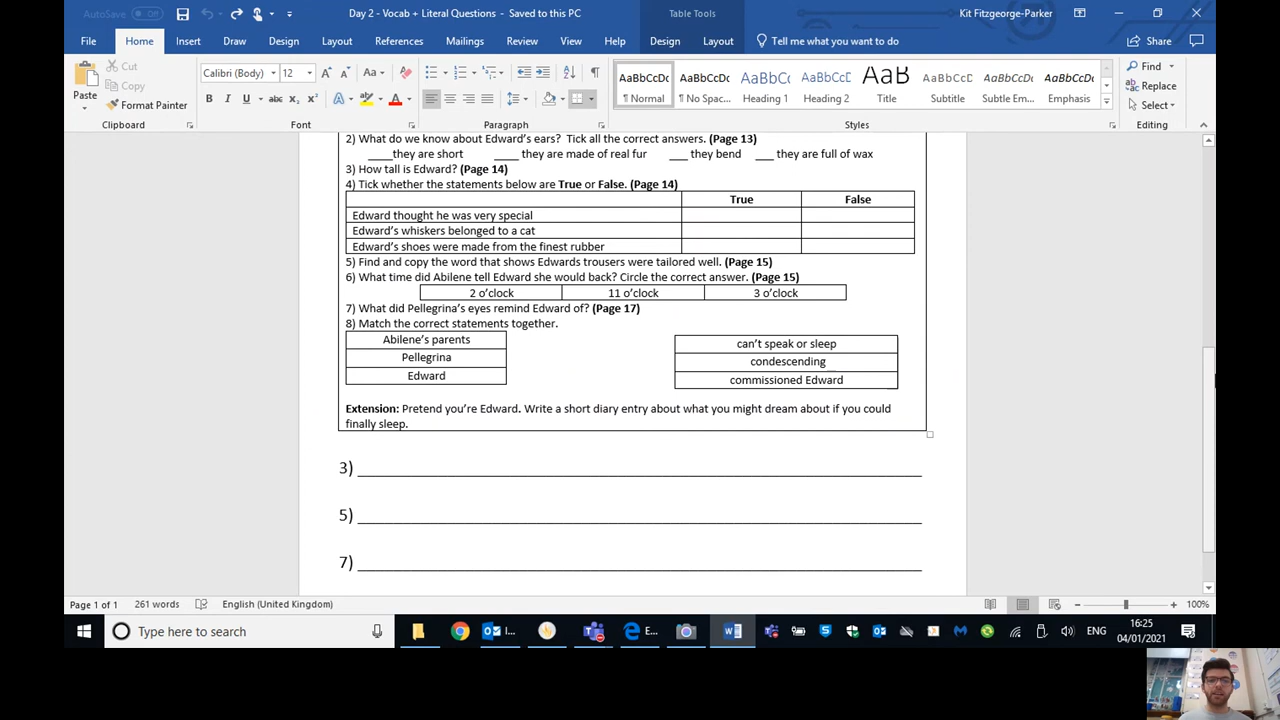 AutoSave Off
Day 2 - Vocab + Literal Questions - Saved to this PC
Table Tools
Kit Fitzgeorge-Parker
File Home Insert Draw Design Layout References Mailings Review View Help Design Layout Tell me what you want to do Share
Cut
Copy
Format Painter
Paste
Clipboard
Calibri (Body) 12
Font
Paragraph
AaBbCcDc AaBbCcDc AaBbC AaBbCcC AaB AaBbCcD AaBbCcDc AaBbCcDc
¶ Normal ¶ No Spac... Heading 1 Heading 2 Title Subtitle Subtle Em... Emphasis
Styles
Find
Replace
Select
Editing
2) What do we know about Edward's ears? Tick all the correct answers. (Page 13)
____they are short ____ they are made of real fur ___ they bend ___ they are full of wax
3) How tall is Edward? (Page 14)
4) Tick whether the statements below are True or False. (Page 14)
True False
Edward thought he was very special
Edward's whiskers belonged to a cat
Edward's shoes were made from the finest rubber
5) Find and copy the word that shows Edwards trousers were tailored well. (Page 15)
6) What time did Abilene tell Edward she would back? Circle the correct answer. (Page 15)
2 o'clock 11 o'clock 3 o'clock
7) What did Pellegrina's eyes remind Edward of? (Page 17)
8) Match the correct statements together.
Abilene's parents can't speak or sleep
Pellegrina condescending
Edward commissioned Edward
Extension: Pretend you're Edward. Write a short diary entry about what you might dream about if you could
finally sleep.
3)
5)
7)
Page 1 of 1 261 words English (United Kingdom) 100%
Type here to search
I...
E...
ENG
16:25
04/01/2021